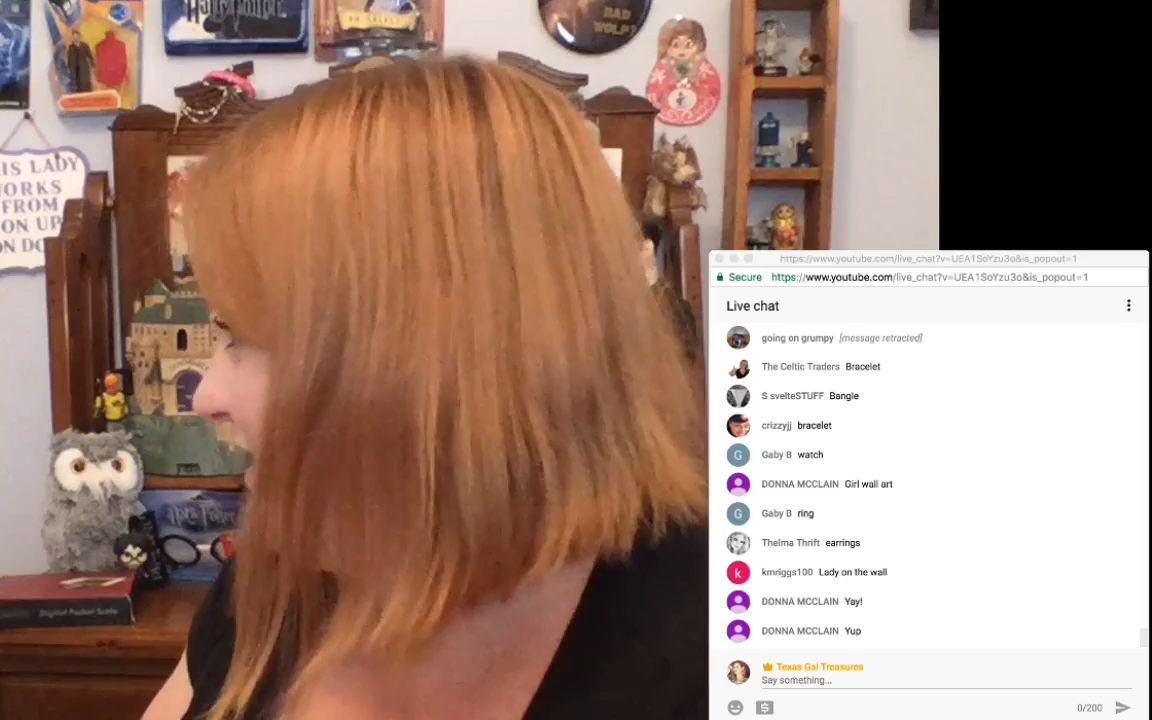 Harry Potter
BAD
WOLF?
IS LADY
ORKS
FROM
ON UP
ON DO
Harry Potter
Digital Pocket Scale
https://www.youtube.com/live_chat?v=UEA1SoYzu3o&is_popout=1
Secure https://www.youtube.com/live_chat?v=UEA1SoYzu3o&is_popout=1
Live chat
going on grumpy [message retracted]
The Celtic Traders Bracelet
S svelteSTUFF Bangle
crizzyjj bracelet
G Gaby B watch
DONNA MCCLAIN Girl wall art
G Gaby B ring
Thelma Thrift earrings
k kmriggs100 Lady on the wall
DONNA MCCLAIN Yay!
DONNA MCCLAIN Yup
Texas Gal Treasures
Say something...
0/200